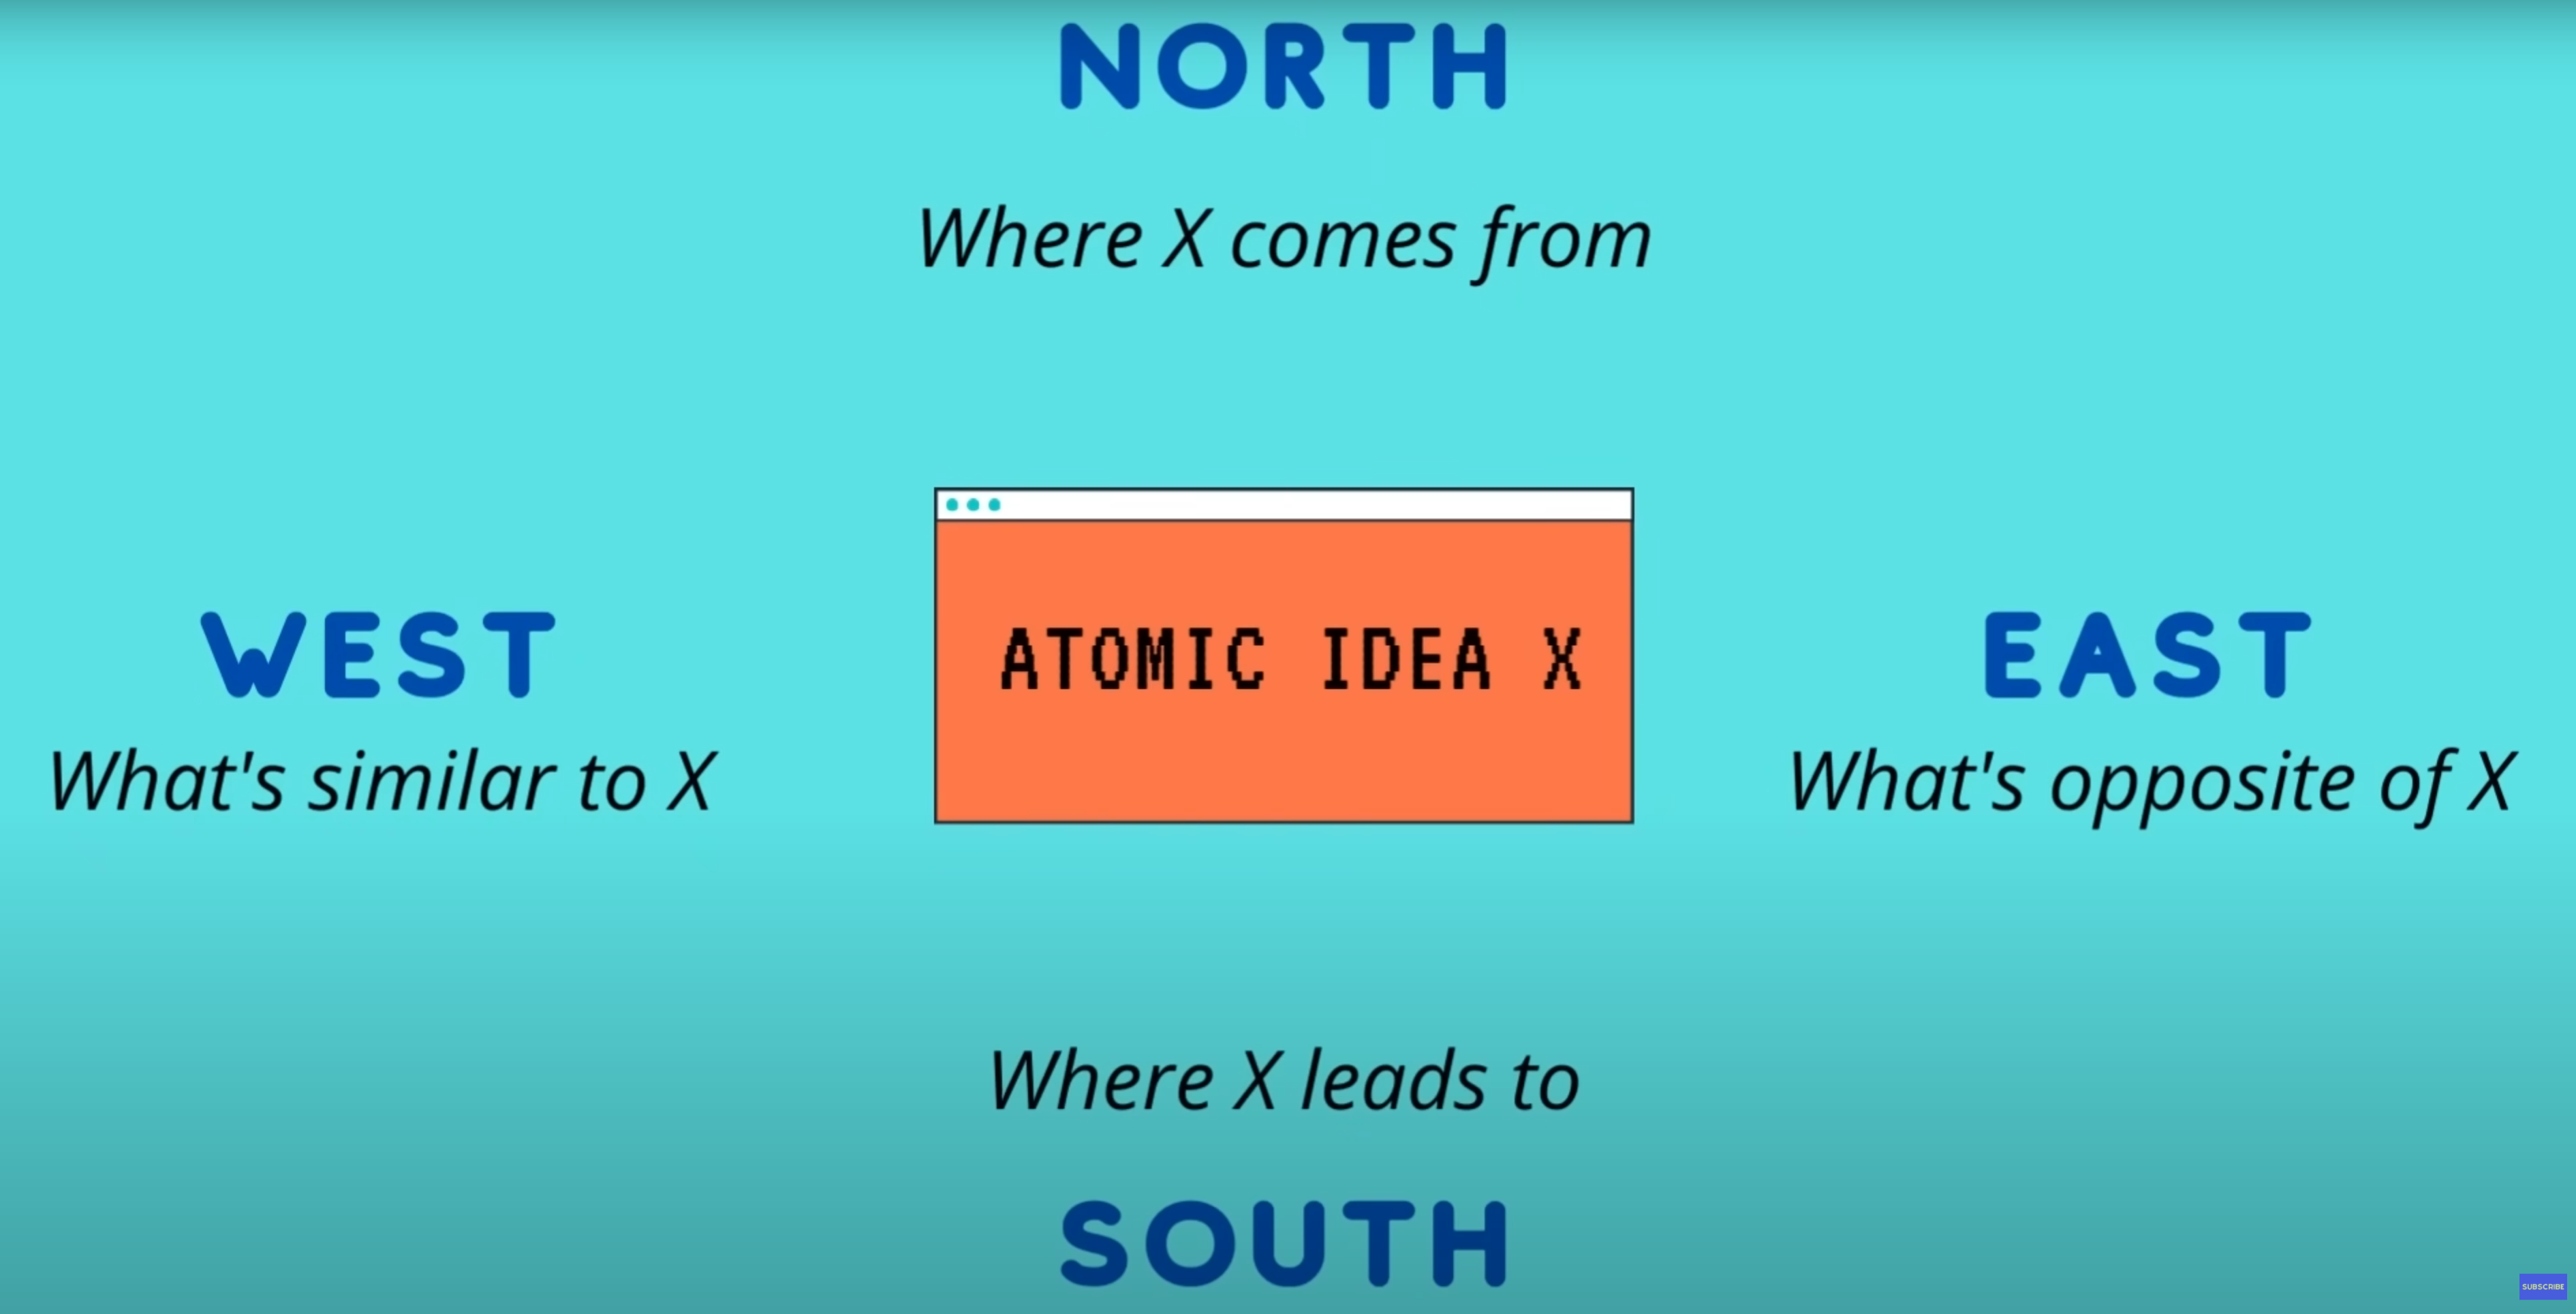 NORTH
Where X comes from
ATOMIC IDEA X
WEST
What's similar to X
EAST
What's opposite of X
Where X leads to
SOUTH
SUBSCRIBE